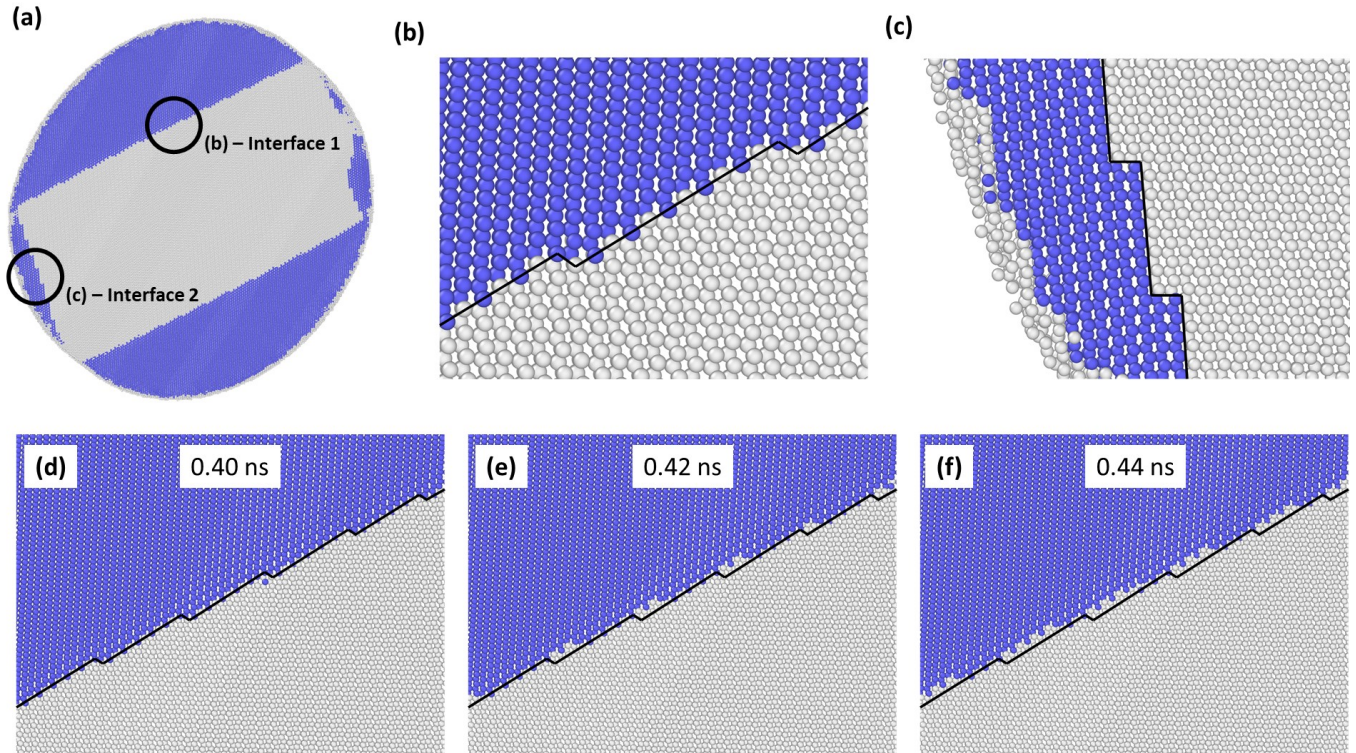 (a)
(b) – Interface 1
(c) – Interface 2
(b)
(c)
(d)
0.40 ns
(e)
0.42 ns
(f)
0.44 ns